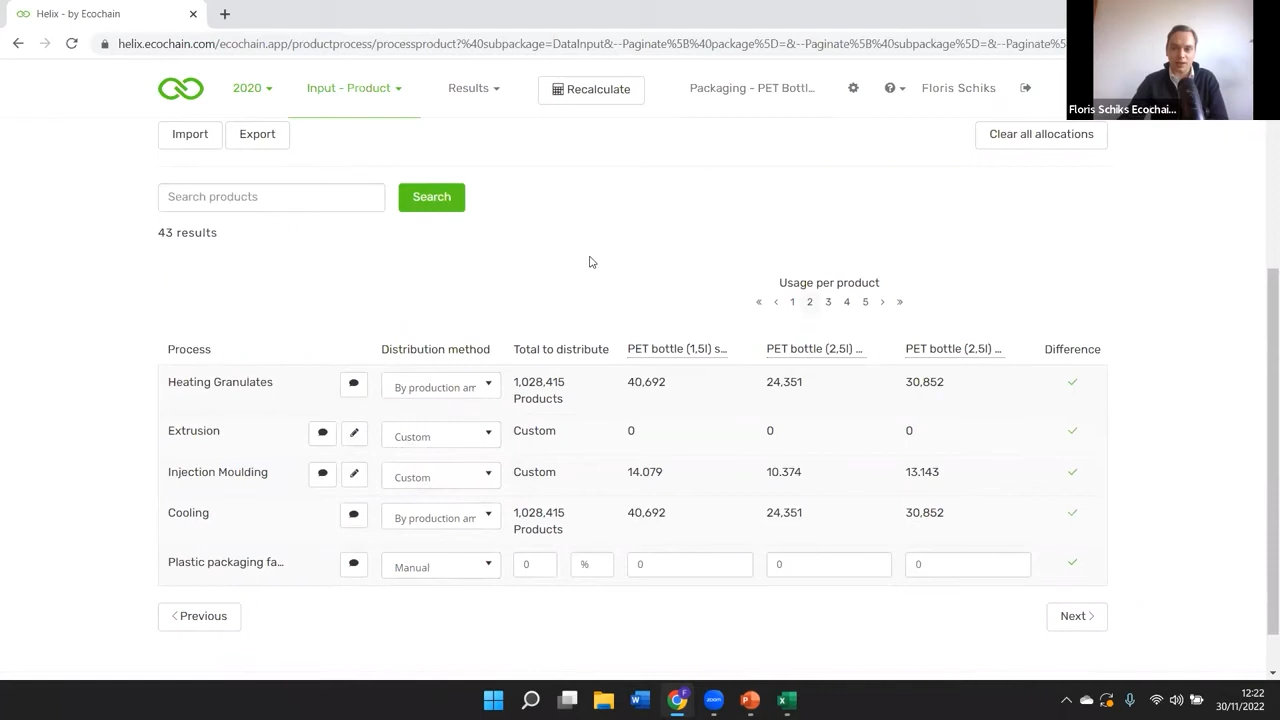 Helix - by Ecochain
helix.ecochain.com/ecochain.app/productprocess/processproduct?%40subpackage=DataInput&--Paginate%5B%40package%5D=&--Paginate%5B%40subpackage%5D=&--Paginate%5
2020
Input - Product
Results
Recalculate
Packaging - PET Bottl...
Floris Schiks
Floris Schiks Ecochai...
Import
Export
Clear all allocations
Search products
Search
43 results
Usage per product
« ‹ 1 2 3 4 5 › »
Process Distribution method Total to distribute PET bottle (1,5l) s... PET bottle (2,5l) ... PET bottle (2,5l) ... Difference
Heating Granulates By production am 1,028,415 Products 40,692 24,351 30,852
Extrusion Custom Custom 0 0 0
Injection Moulding Custom Custom 14.079 10.374 13.143
Cooling By production am 1,028,415 Products 40,692 24,351 30,852
Plastic packaging fa... Manual 0 % 0 0 0
Previous
Next
12:22
30/11/2022